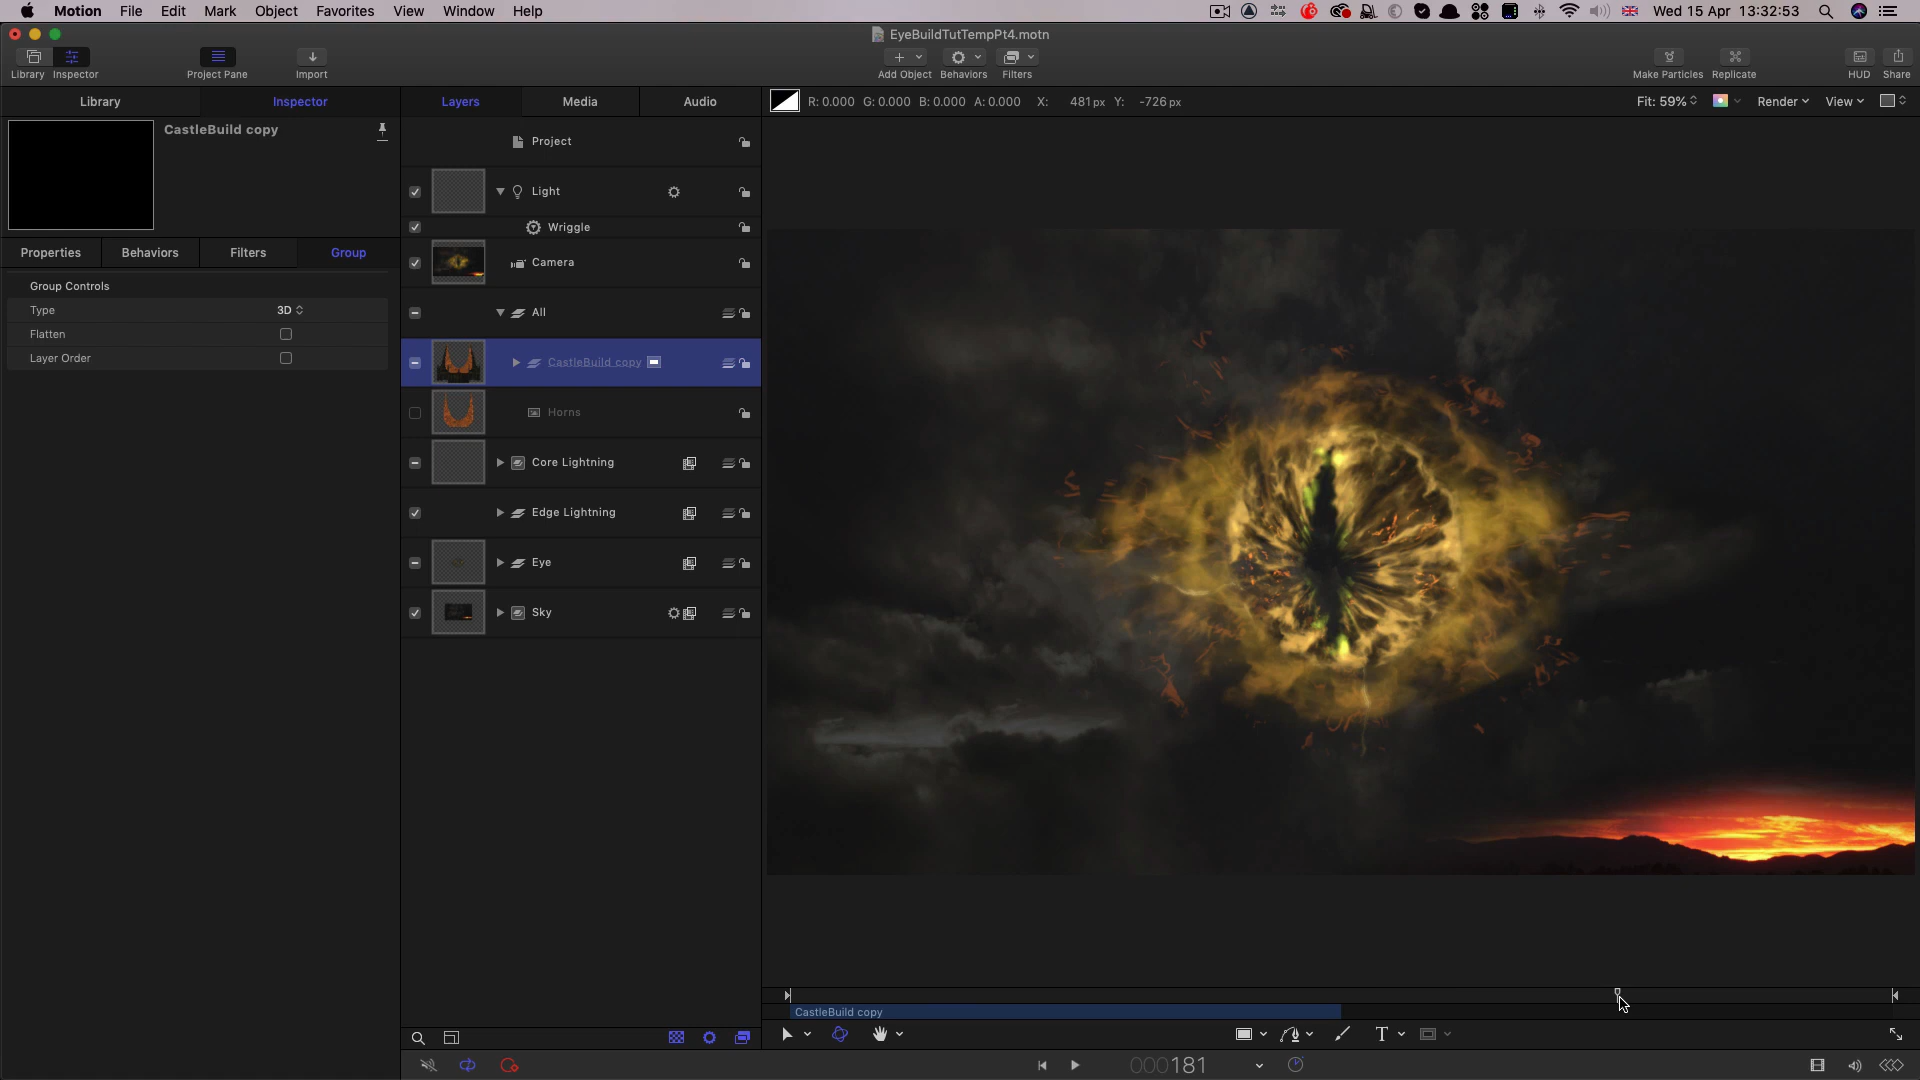 Motion File Edit Mark Object Favorites View Window Help Wed 15 Apr 13:32:53
EyeBuildTutTempPt4.motn
Library Inspector Project Pane Import Add Object Behaviors Filters Make Particles Replicate HUD Share
Library Inspector Layers Media Audio R: 0.000 G: 0.000 B: 0.000 A: 0.000 X: 481 px Y: -726 px Fit: 59% Render View
CastleBuild copy
Properties Behaviors Filters Group
Group Controls
Type 3D
Flatten
Layer Order
Project
Light
Wriggle
Camera
All
CastleBuild copy
Horns
Core Lightning
Edge Lightning
Eye
Sky
CastleBuild copy
T
000181